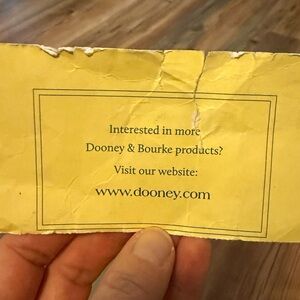 Interested in more
Dooney & Bourke products?
Visit our website:
www.dooney.com